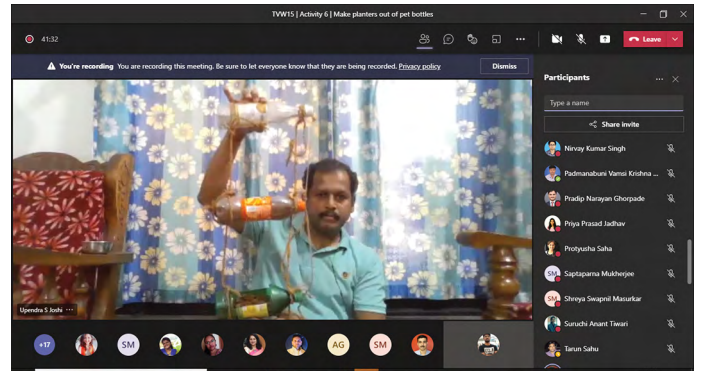 TVW15 | Activity 6 | Make planters out of pet bottles
41:32
Leave
You're recording You are recording this meeting. Be sure to let everyone know that they are being recorded. Privacy policy
Dismiss
Participants
Type a name
Share invite
Nirvay Kumar Singh
Padmanabuni Vamsi Krishna ...
Pradip Narayan Ghorpade
Priya Prasad Jadhav
Protyusha Saha
SM Saptaparna Mukherjee
SM Shreya Swapnil Masurkar
Suruchi Anant Tiwari
Tarun Sahu
Upendra S Joshi ...
+17
SM
AG
SM